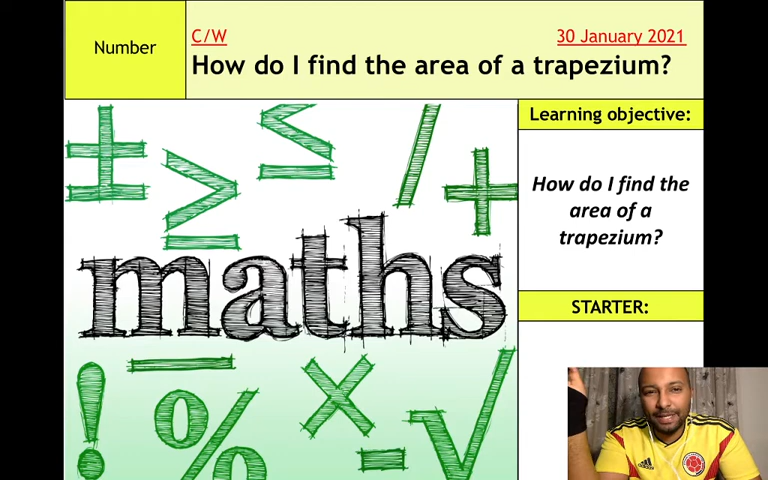 Number
C/W
30 January 2021
How do I find the area of a trapezium?
Learning objective:
How do I find the
area of a
trapezium?
STARTER:
± ≥ ≤ / +
maths
! % × √
adidas